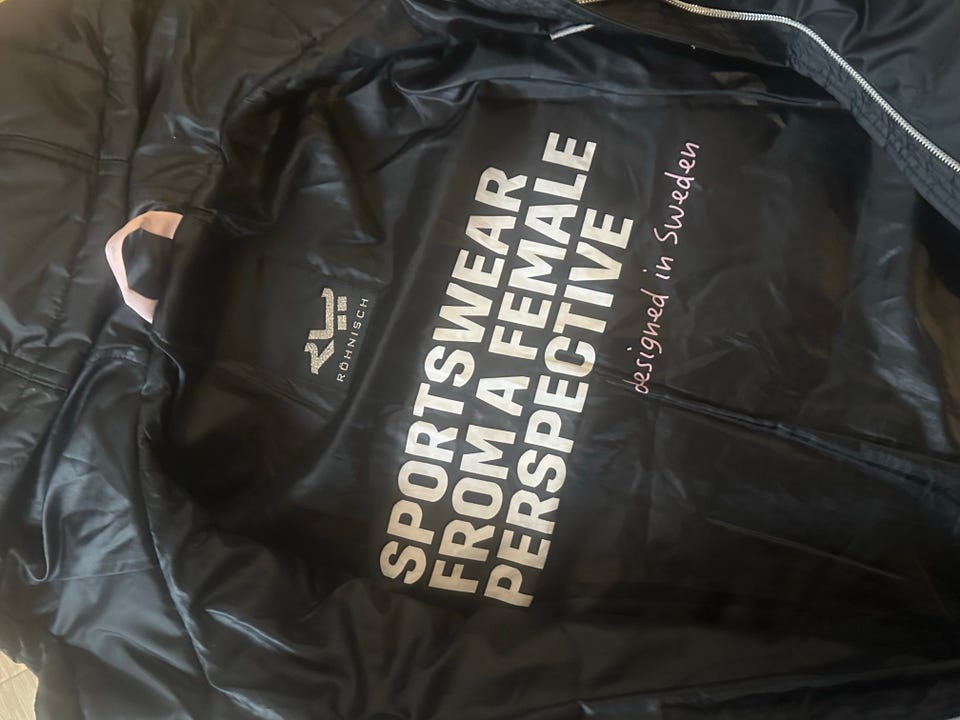 RÖHNISCH
SPORTSWEAR
FROM A FEMALE
PERSPECTIVE
designed in Sweden